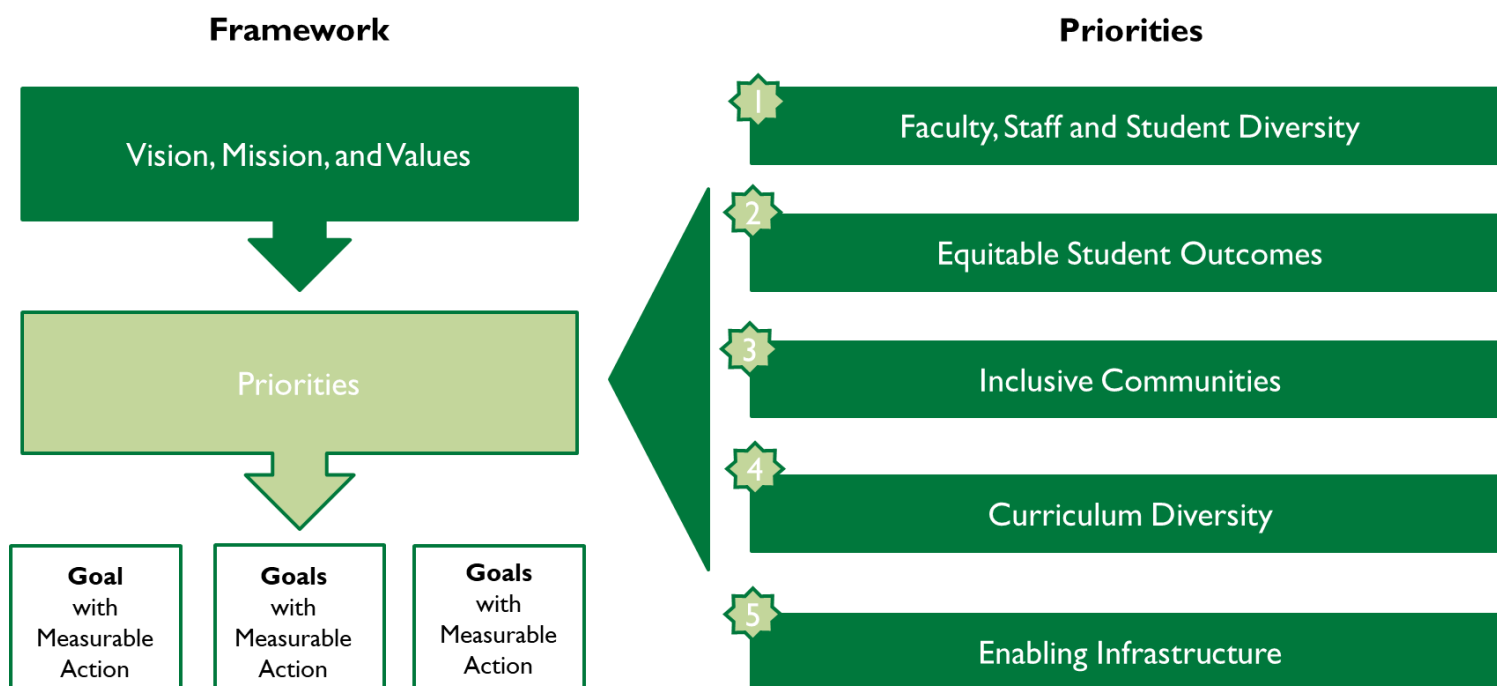 Framework
Vision, Mission, and Values
Priorities
Goal
with
Measurable
Action
Goals
with
Measurable
Action
Goals
with
Measurable
Action
Priorities
1
Faculty, Staff and Student Diversity
2
Equitable Student Outcomes
3
Inclusive Communities
4
Curriculum Diversity
5
Enabling Infrastructure